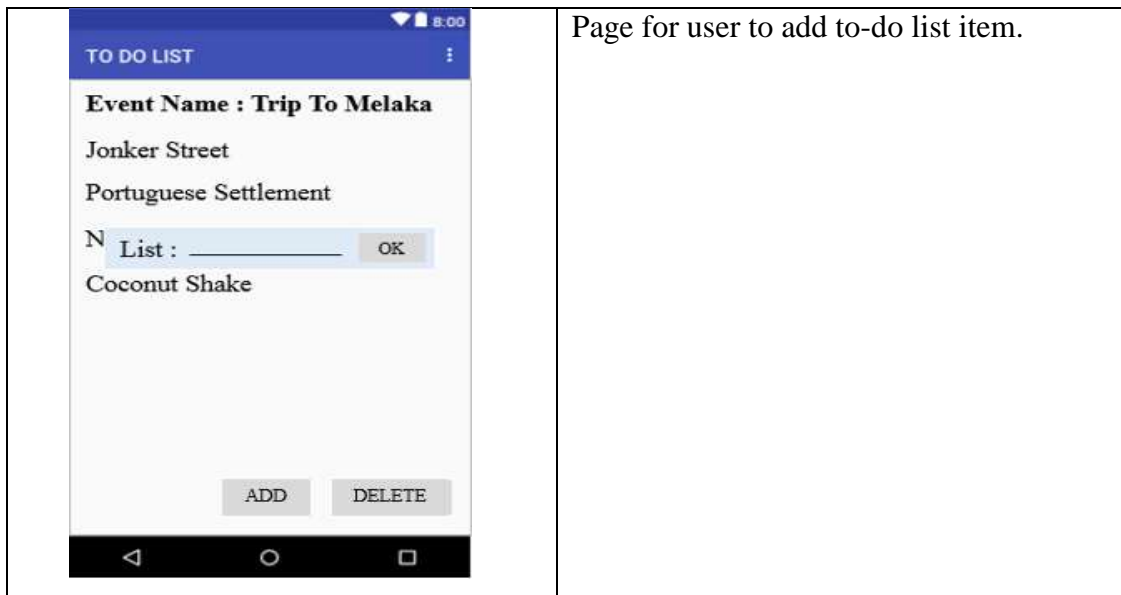 8:00
TO DO LIST
Event Name : Trip To Melaka
Jonker Street
Portuguese Settlement
N
List : OK
Coconut Shake
ADD DELETE
Page for user to add to-do list item.